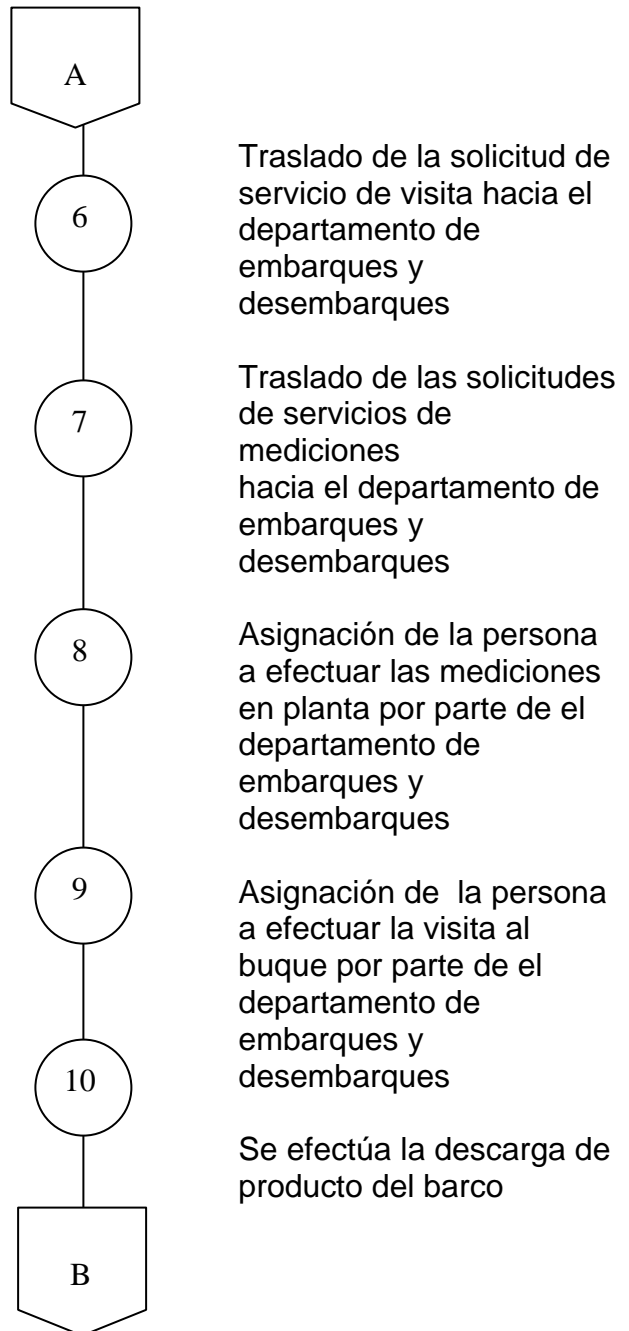 A
6
Traslado de la solicitud de
servicio de visita hacia el
departamento de
embarques y
desembarques
7
Traslado de las solicitudes
de servicios de
mediciones
hacia el departamento de
embarques y
desembarques
8
Asignación de la persona
a efectuar las mediciones
en planta por parte de el
departamento de
embarques y
desembarques
9
Asignación de  la persona
a efectuar la visita al
buque por parte de el
departamento de
embarques y
desembarques
10
Se efectúa la descarga de
producto del barco
B